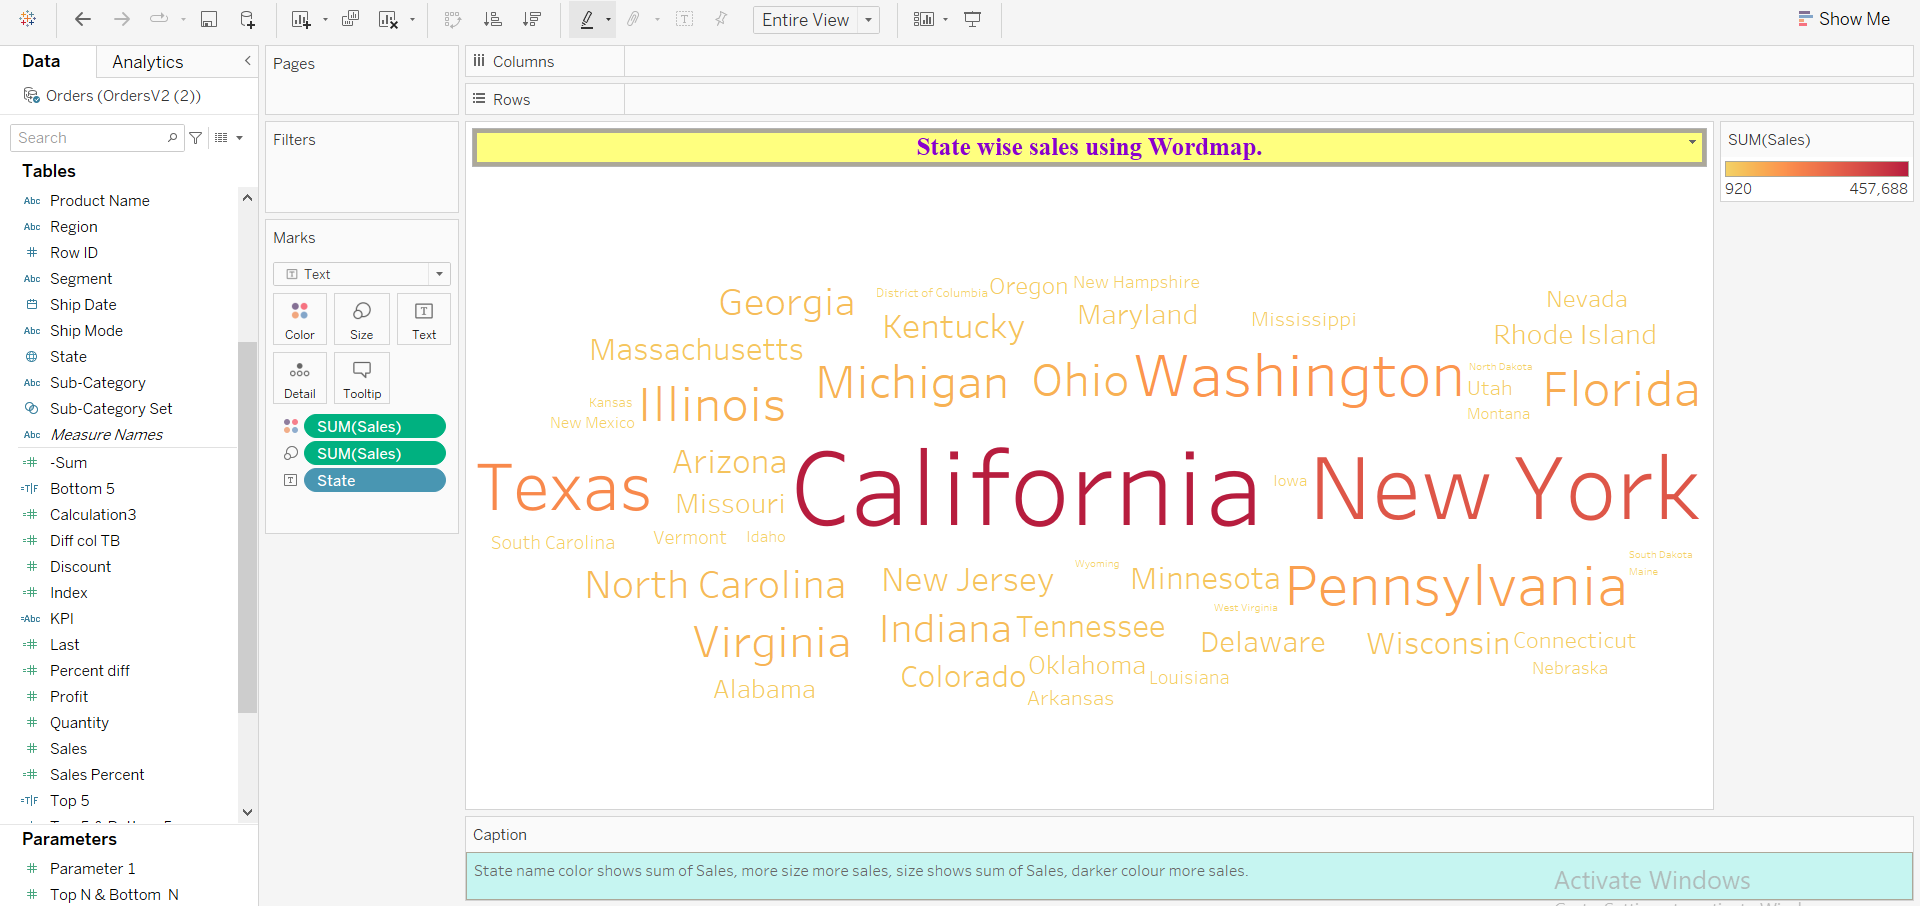 Entire View
Show Me
Data
Analytics
Orders (OrdersV2 (2))
Search
Tables
Abc Product Name
Abc Region
Row ID
Abc Segment
Ship Date
Abc Ship Mode
State
Abc Sub-Category
Sub-Category Set
Abc Measure Names
-Sum
=T|F Bottom 5
Calculation3
Diff col TB
Discount
Index
=Abc KPI
Last
Percent diff
Profit
Quantity
Sales
Sales Percent
=T|F Top 5
Parameters
Parameter 1
Top N & Bottom N
Pages
Filters
Marks
Text
Color
Size
Text
Detail
Tooltip
SUM(Sales)
SUM(Sales)
State
Columns
Rows
State wise sales using Wordmap.
Georgia
District of Columbia
Oregon
New Hampshire
Nevada
Kentucky
Maryland
Mississippi
Rhode Island
Massachusetts
Michigan
Ohio
Washington
North Dakota
Utah
Florida
Kansas
Illinois
Montana
New Mexico
Texas
Arizona
California
Iowa
New York
Missouri
South Carolina
Vermont
Idaho
South Dakota
North Carolina
New Jersey
Wyoming
Minnesota
Pennsylvania
Maine
West Virginia
Virginia
Indiana
Tennessee
Delaware
Wisconsin
Connecticut
Colorado
Oklahoma
Louisiana
Nebraska
Alabama
Arkansas
SUM(Sales)
920
457,688
Caption
State name color shows sum of Sales, more size more sales, size shows sum of Sales, darker colour more sales.
Activate Windows